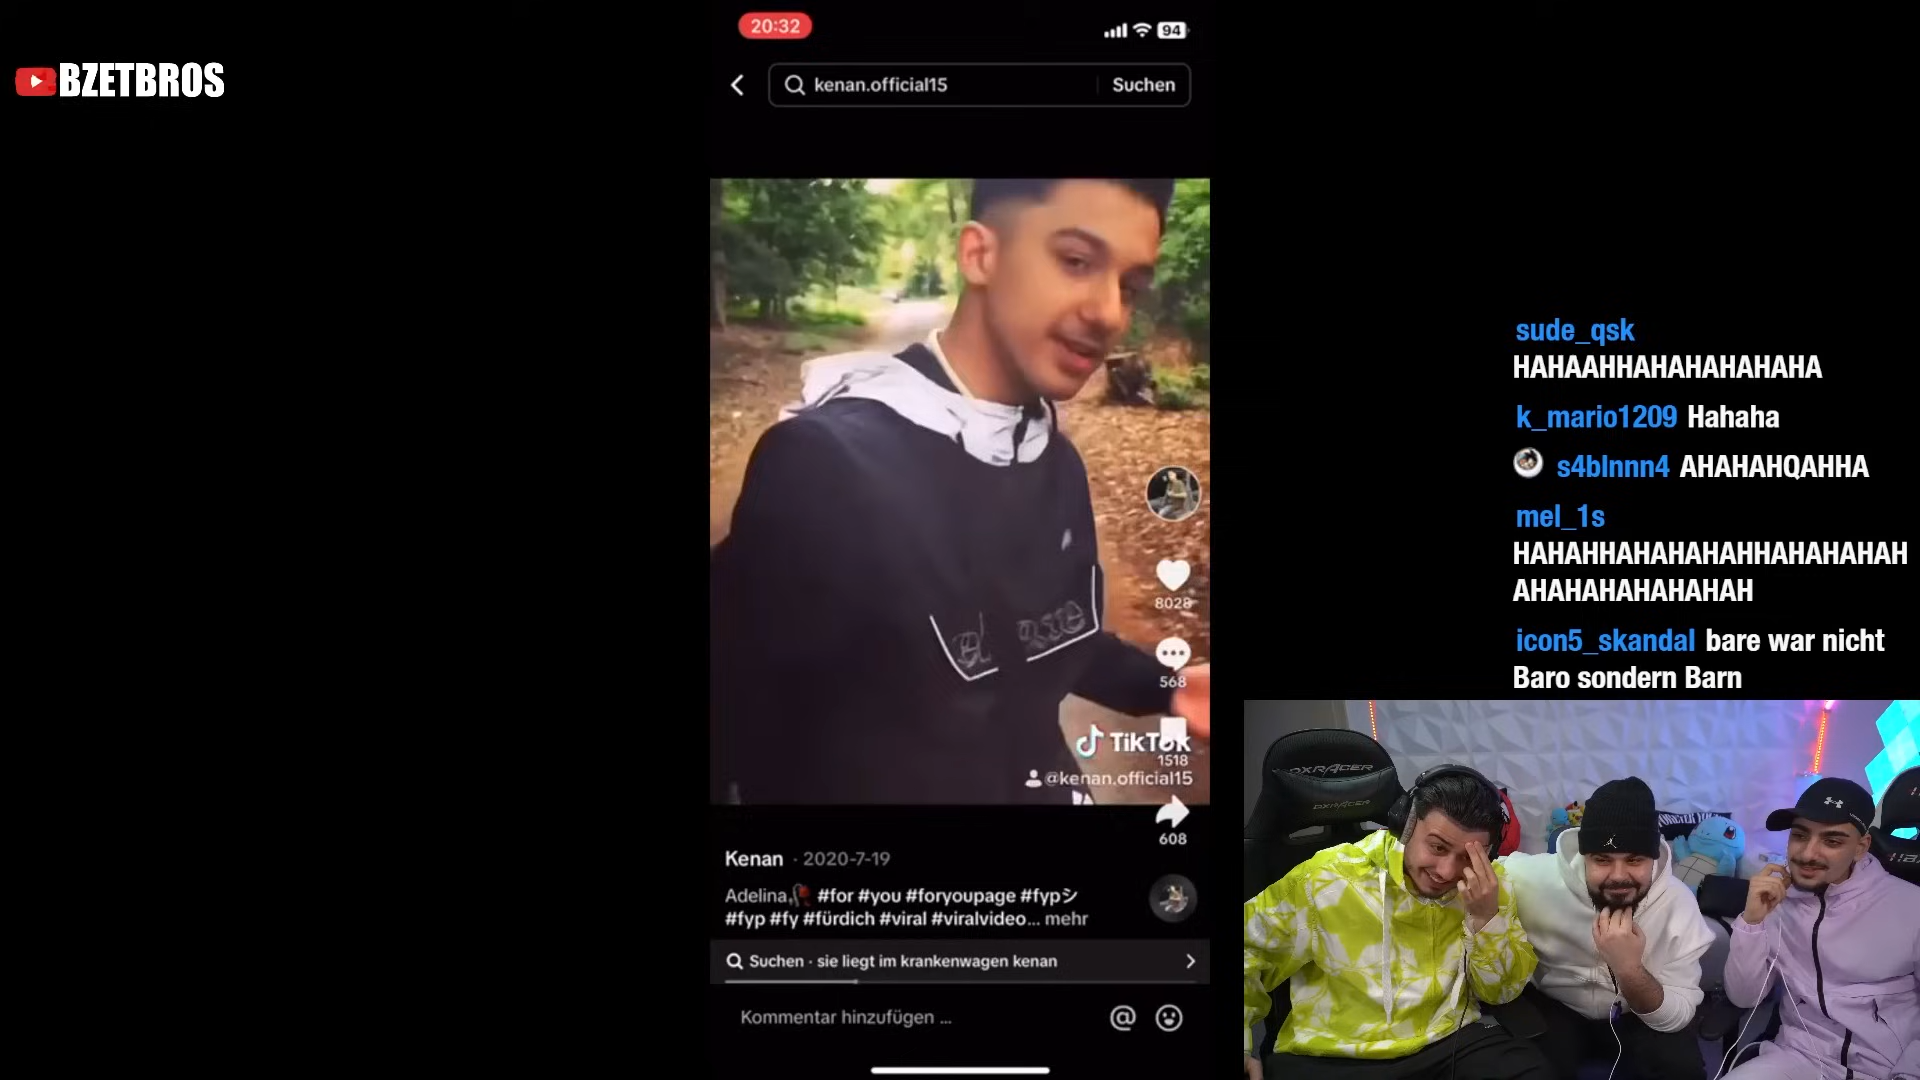 BZETBROS
20:32
94
kenan.official15
Suchen
8028
568
TikTok
1518
@kenan.official15
608
Kenan · 2020-7-19
Adelina🥀 #for #you #foryoupage #fypシ
#fyp #fy #fürdich #viral #viralvideo... mehr
Suchen · sie liegt im krankenwagen kenan
Kommentar hinzufügen ...
sude_qsk
HAHAAHHAHAHAHAHAHA
k_mario1209 Hahaha
s4blnnn4 AHAHAHQAHHA
mel_1s
HAHAHHAHAHAHAHHAHAHAHAH
AHAHAHAHAHAHAH
icon5_skandal bare war nicht
Baro sondern Barn
DXRACER
DXRACER